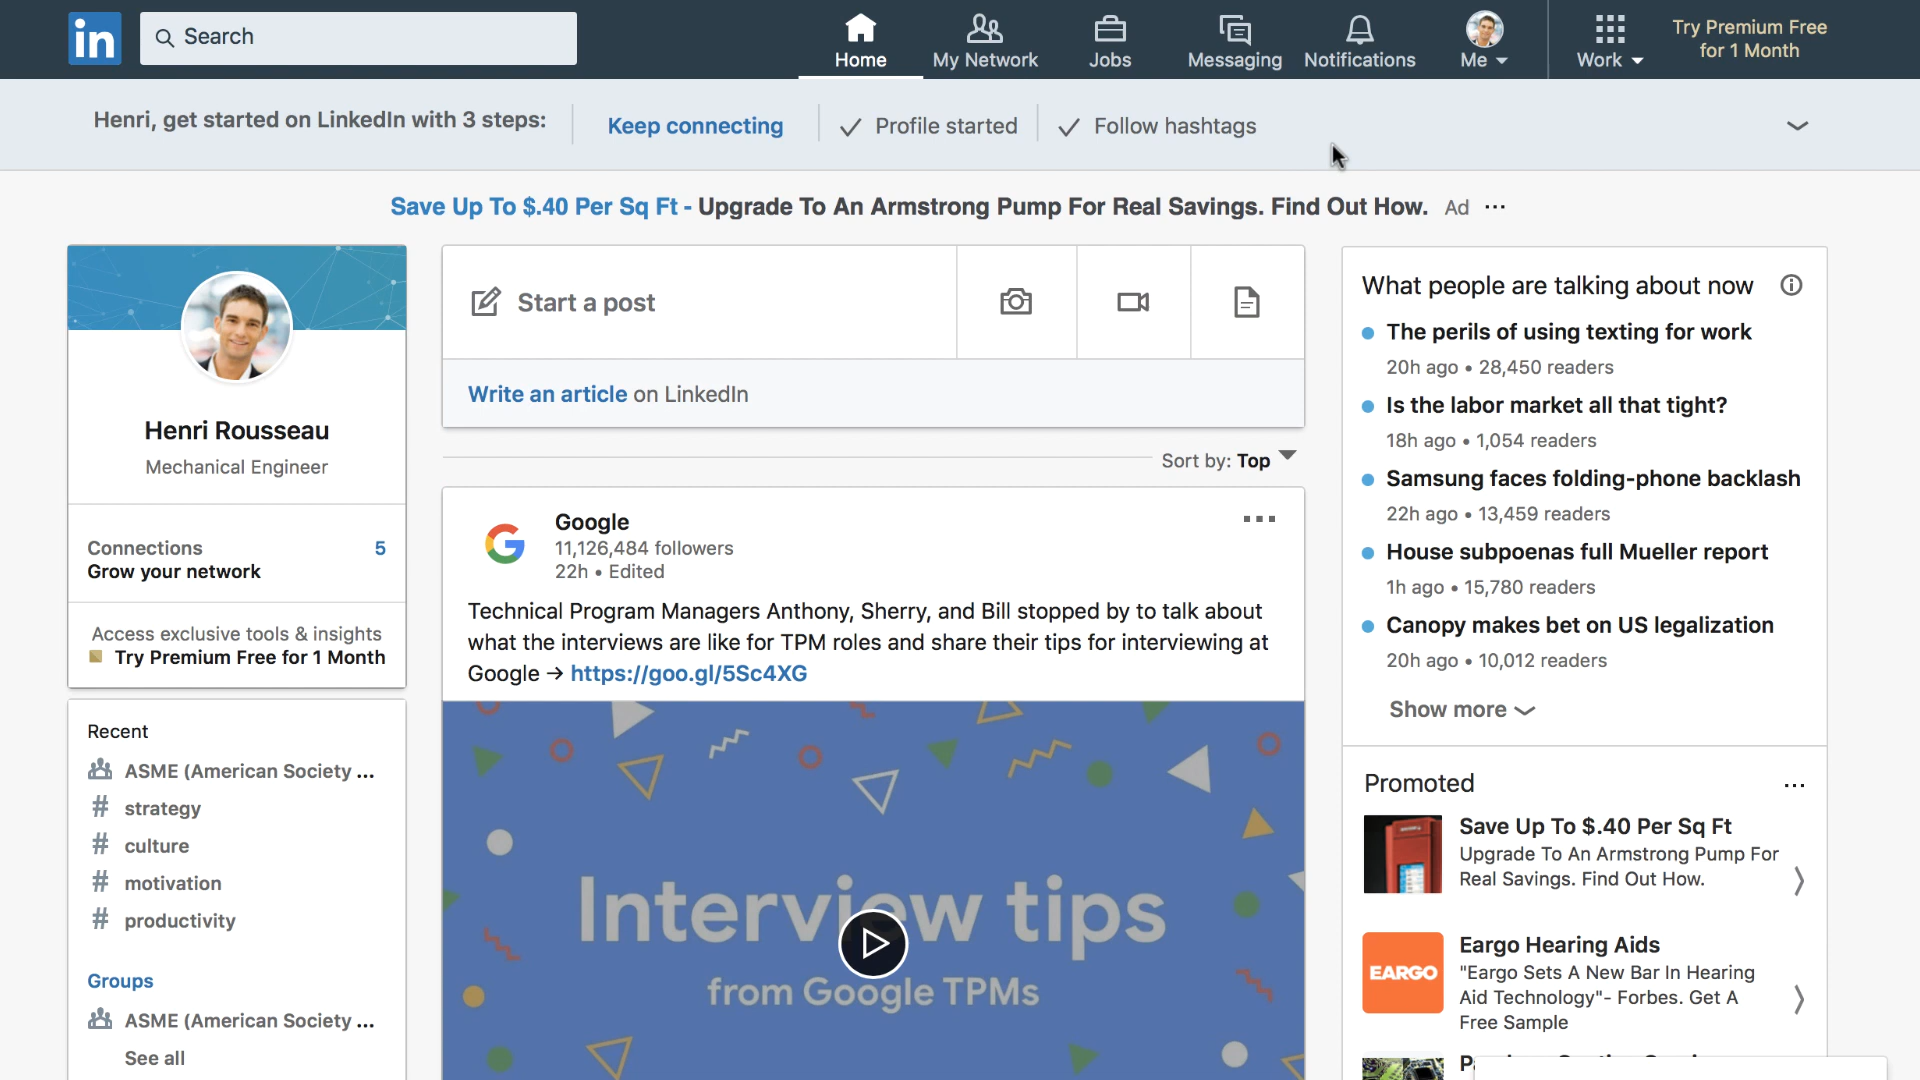 in
Search
Home
My Network
Jobs
Messaging
Notifications
Me
Work
Try Premium Free
for 1 Month
Henri, get started on LinkedIn with 3 steps:
Keep connecting
Profile started
Follow hashtags
Save Up To $.40 Per Sq Ft - Upgrade To An Armstrong Pump For Real Savings. Find Out How. Ad ...
Henri Rousseau
Mechanical Engineer
Connections 5
Grow your network
Access exclusive tools & insights
Try Premium Free for 1 Month
Recent
ASME (American Society ...
# strategy
# culture
# motivation
# productivity
Groups
ASME (American Society ...
See all
Start a post
Write an article on LinkedIn
Sort by: Top
Google
11,126,484 followers
22h • Edited
Technical Program Managers Anthony, Sherry, and Bill stopped by to talk about
what the interviews are like for TPM roles and share their tips for interviewing at
Google → https://goo.gl/5Sc4XG
Interview tips
from Google TPMs
What people are talking about now
The perils of using texting for work
20h ago • 28,450 readers
Is the labor market all that tight?
18h ago • 1,054 readers
Samsung faces folding-phone backlash
22h ago • 13,459 readers
House subpoenas full Mueller report
1h ago • 15,780 readers
Canopy makes bet on US legalization
20h ago • 10,012 readers
Show more
Promoted
Save Up To $.40 Per Sq Ft
Upgrade To An Armstrong Pump For
Real Savings. Find Out How.
EARGO
Eargo Hearing Aids
"Eargo Sets A New Bar In Hearing
Aid Technology"- Forbes. Get A
Free Sample